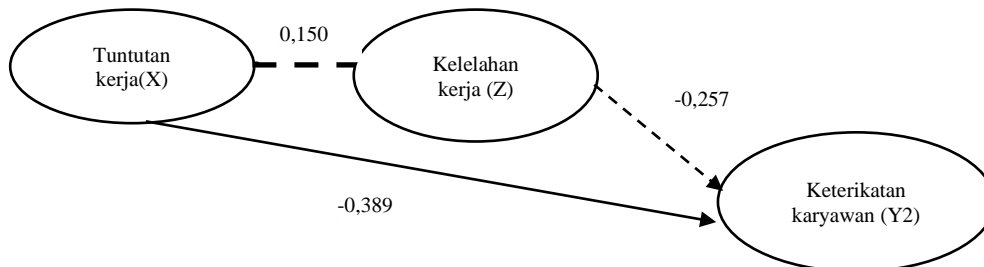 0,150
Tuntutan
kerja(X)
Kelelahan
kerja (Z)
-0,257
-0,389
Keterikatan
karyawan (Y2)